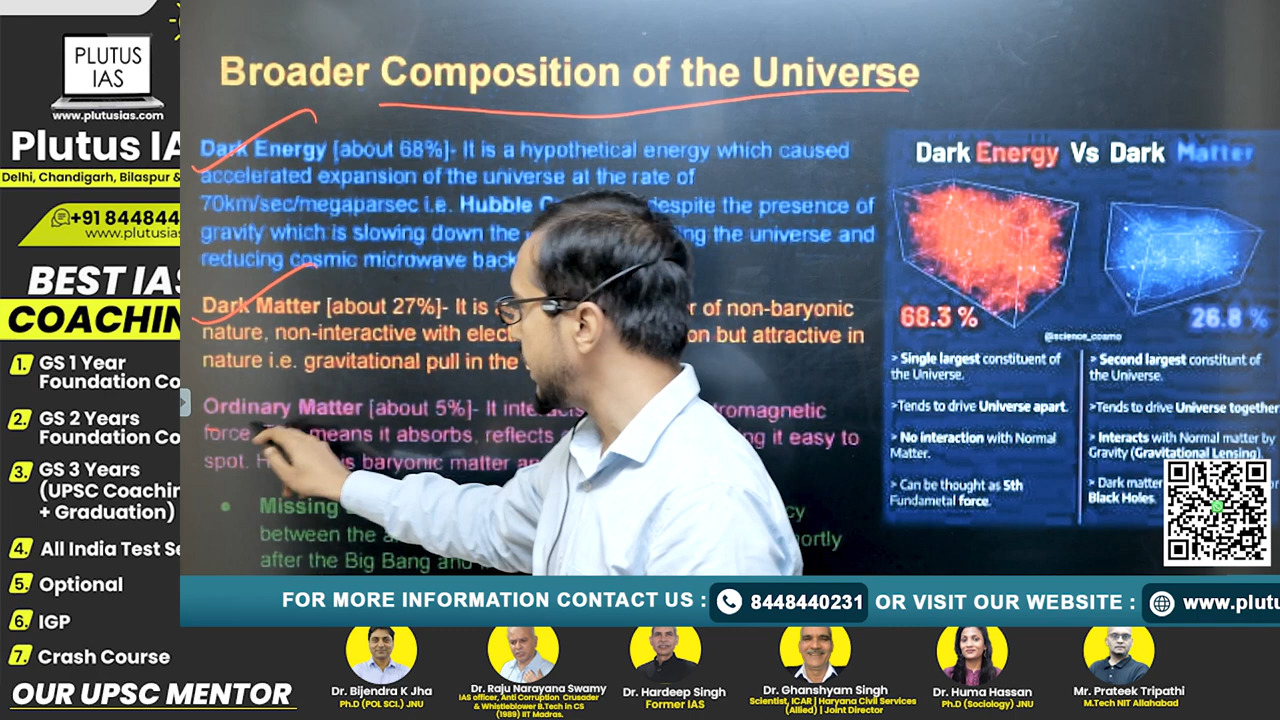 PLUTUS
IAS
www.plutusias.com
Plutus IA
Delhi, Chandigarh, Bilaspur &
+91 844844
www.plutusias
BEST IAS
COACHIN
1. GS 1 Year
Foundation Co
2. GS 2 Years
Foundation Co
3. GS 3 Years
(UPSC Coachin
+ Graduation)
4. All India Test Se
5. Optional
6. IGP
7. Crash Course
OUR UPSC MENTOR
Broader Composition of the Universe
Dark Energy [about 68%]- It is a hypothetical energy which caused
accelerated expansion of the universe at the rate of
70km/sec/megaparsec i.e. Hubble despite the presence of
gravity which is slowing down the the universe and
reducing cosmic microwave
Dark Matter [about 27%]- It is of non-baryonic
nature, non-interactive with but attractive in
nature i.e. gravitational pull in the
Ordinary Matter [about 5%]- It
force. means it absorbs, reflects it easy to
spot. baryonic matter
• Missing
between the
after the Big Bang
Dark Energy Vs Dark Matter
68.3 %
26.8 %
@science_cosmo
> Single largest constituent of
the Universe.
>Tends to drive Universe apart.
> No interaction with Normal
Matter.
> Can be thought as 5th
Fundametal force.
> Second largest constituent of
the Universe.
>Tends to drive Universe together
> Interacts with Normal matter by
Gravity (Gravitational Lensing).
> Dark matter
Black Holes.
FOR MORE INFORMATION CONTACT US : 8448440231 OR VISIT OUR WEBSITE : www.plutu
Dr. Bijendra K Jha
Ph.D (POL SCI.) JNU
Dr. Raju Narayana Swamy
IAS officer, Anti Corruption Crusader
& Whistleblower B.Tech in CS
(1989) IIT Madras.
Dr. Hardeep Singh
Former IAS
Dr. Ghanshyam Singh
Scientist, ICAR | Haryana Civil Services
(Allied) | Joint Director
Dr. Huma Hassan
Ph.D (Sociology) JNU
Mr. Prateek Tripathi
M.Tech NIT Allahabad